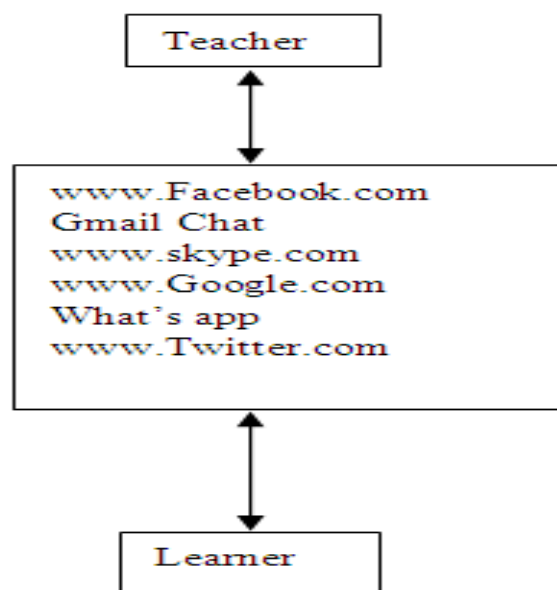 Teacher
www.Facebook.com
Gmail Chat
www.skype.com
www.Google.com
What's app
www.Twitter.com
Learner